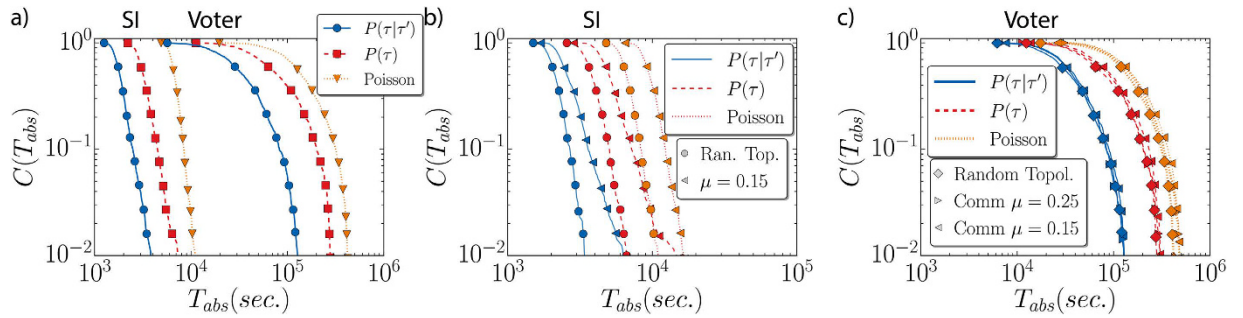 a)
SI
Voter
P(τ|τ′)
P(τ)
Poisson
C(T_abs)
10^0
10^-1
10^-2
10^3
10^4
10^5
10^6
T_abs(sec.)
b)
SI
P(τ|τ′)
P(τ)
Poisson
Ran. Top.
μ = 0.15
C(T_abs)
10^0
10^-1
10^-2
10^3
10^4
10^5
T_abs(sec.)
c)
Voter
P(τ|τ′)
P(τ)
Poisson
Random Topol.
Comm μ = 0.25
Comm μ = 0.15
C(T_abs)
10^0
10^-1
10^-2
10^3
10^4
10^5
10^6
T_abs(sec.)